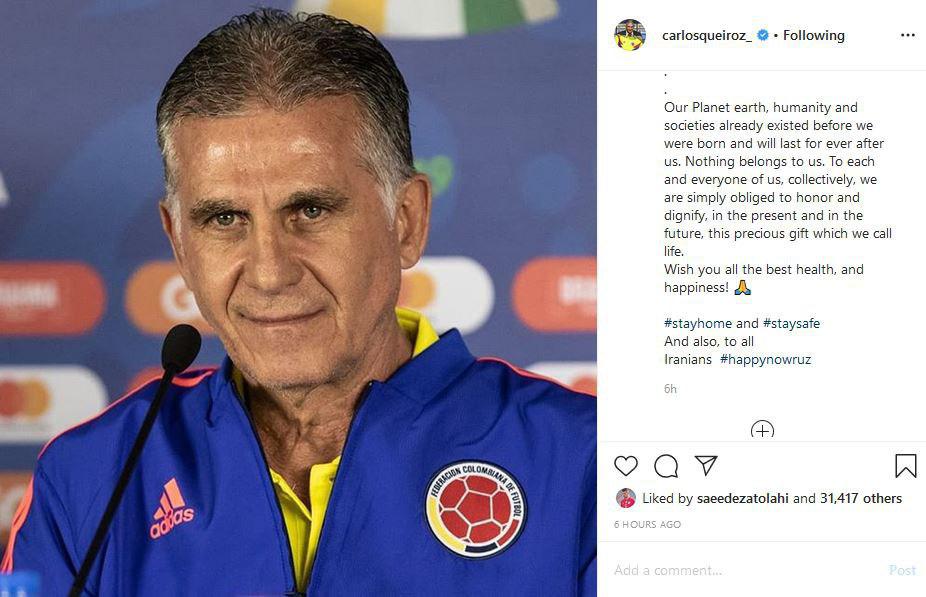 carlosqueiroz_ • Following
.
.
Our Planet earth, humanity and
societies already existed before we
were born and will last for ever after
us. Nothing belongs to us. To each
and everyone of us, collectively, we
are simply obliged to honor and
dignify, in the present and in the
future, this precious gift which we call
life.
Wish you all the best health, and
happiness! 🙏
#stayhome and #staysafe
And also, to all
Iranians #happynowruz
6h
Liked by saeedezatolahi and 31,417 others
6 HOURS AGO
Add a comment... Post
adidas
FEDERACION COLOMBIANA DE FUTBOL